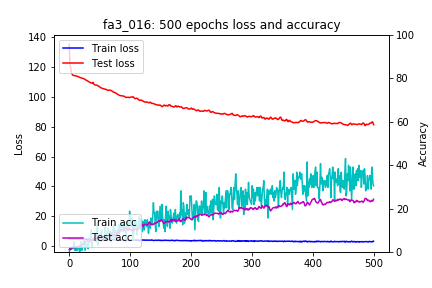 fa3_016: 500 epochs loss and accuracy
Train loss
Test loss
Train acc
Test acc
Loss
140
120
100
80
60
40
20
0
Accuracy
100
80
60
40
20
0
0
100
200
300
400
500